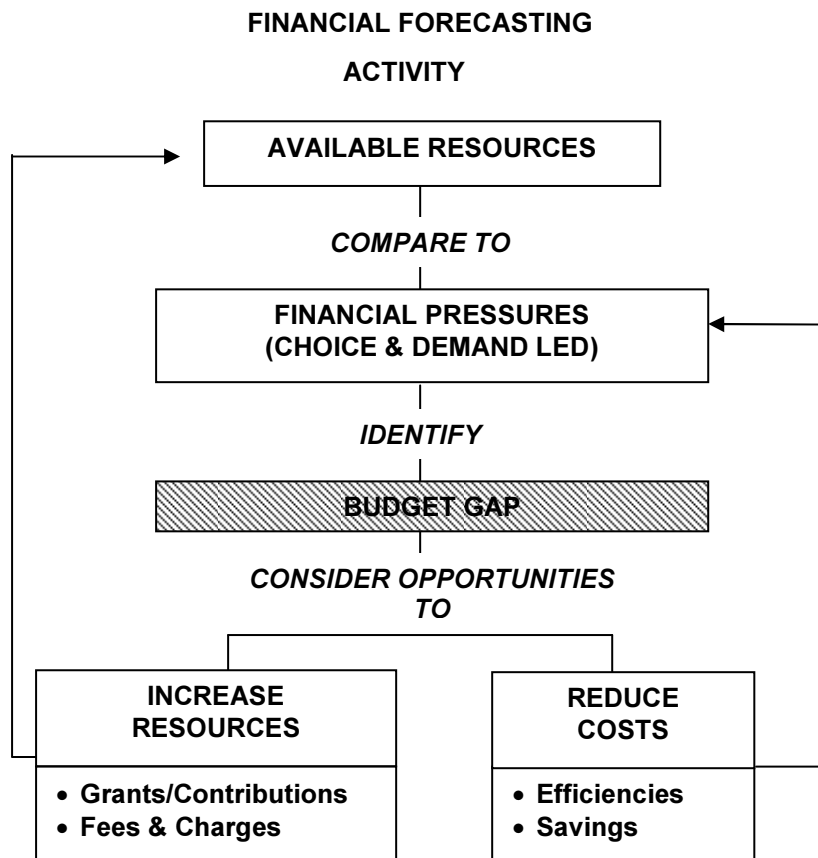 FINANCIAL FORECASTING
ACTIVITY
AVAILABLE RESOURCES
COMPARE TO
FINANCIAL PRESSURES
(CHOICE & DEMAND LED)
IDENTIFY
BUDGET GAP
CONSIDER OPPORTUNITIES
TO
INCREASE
RESOURCES
• Grants/Contributions
• Fees & Charges
REDUCE
COSTS
• Efficiencies
• Savings